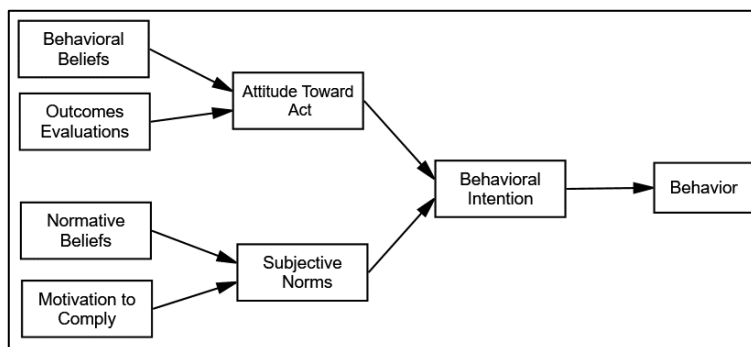 Behavioral
Beliefs
Outcomes
Evaluations
Attitude Toward
Act
Normative
Beliefs
Motivation to
Comply
Subjective
Norms
Behavioral
Intention
Behavior